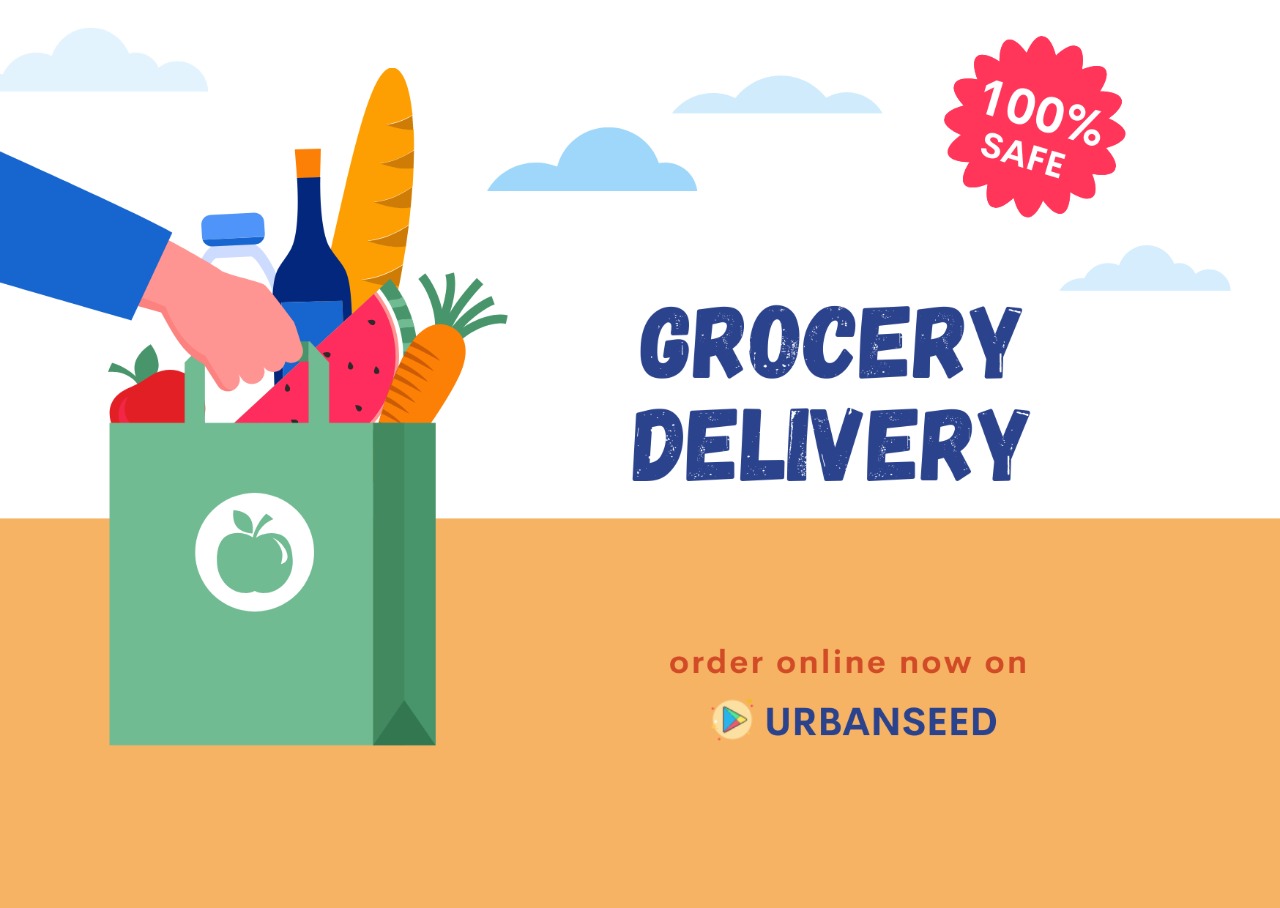 100%
SAFE
GROCERY
DELIVERY
order online now on
URBANSEED